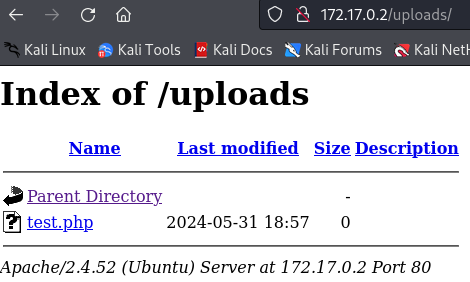 172.17.0.2/uploads/
Kali Linux Kali Tools Kali Docs Kali Forums Kali NetH
Index of /uploads
Name Last modified Size Description
Parent Directory -
test.php 2024-05-31 18:57 0
Apache/2.4.52 (Ubuntu) Server at 172.17.0.2 Port 80